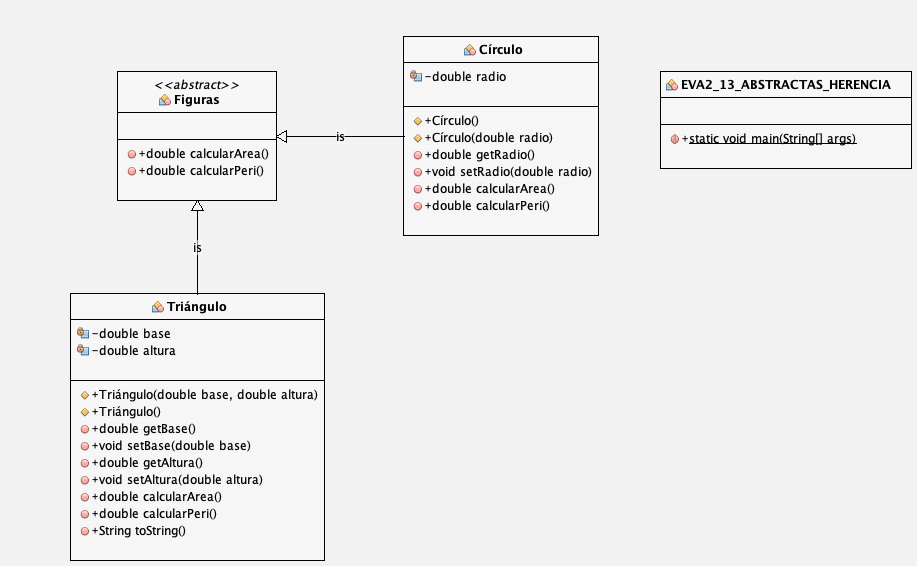 <<abstract>>
Figuras
+double calcularArea()
+double calcularPeri()
is
Círculo
-double radio
+Círculo()
+Círculo(double radio)
+double getRadio()
+void setRadio(double radio)
+double calcularArea()
+double calcularPeri()
EVA2_13_ABSTRACTAS_HERENCIA
+static void main(String[] args)
is
Triángulo
-double base
-double altura
+Triángulo(double base, double altura)
+Triángulo()
+double getBase()
+void setBase(double base)
+double getAltura()
+void setAltura(double altura)
+double calcularArea()
+double calcularPeri()
+String toString()